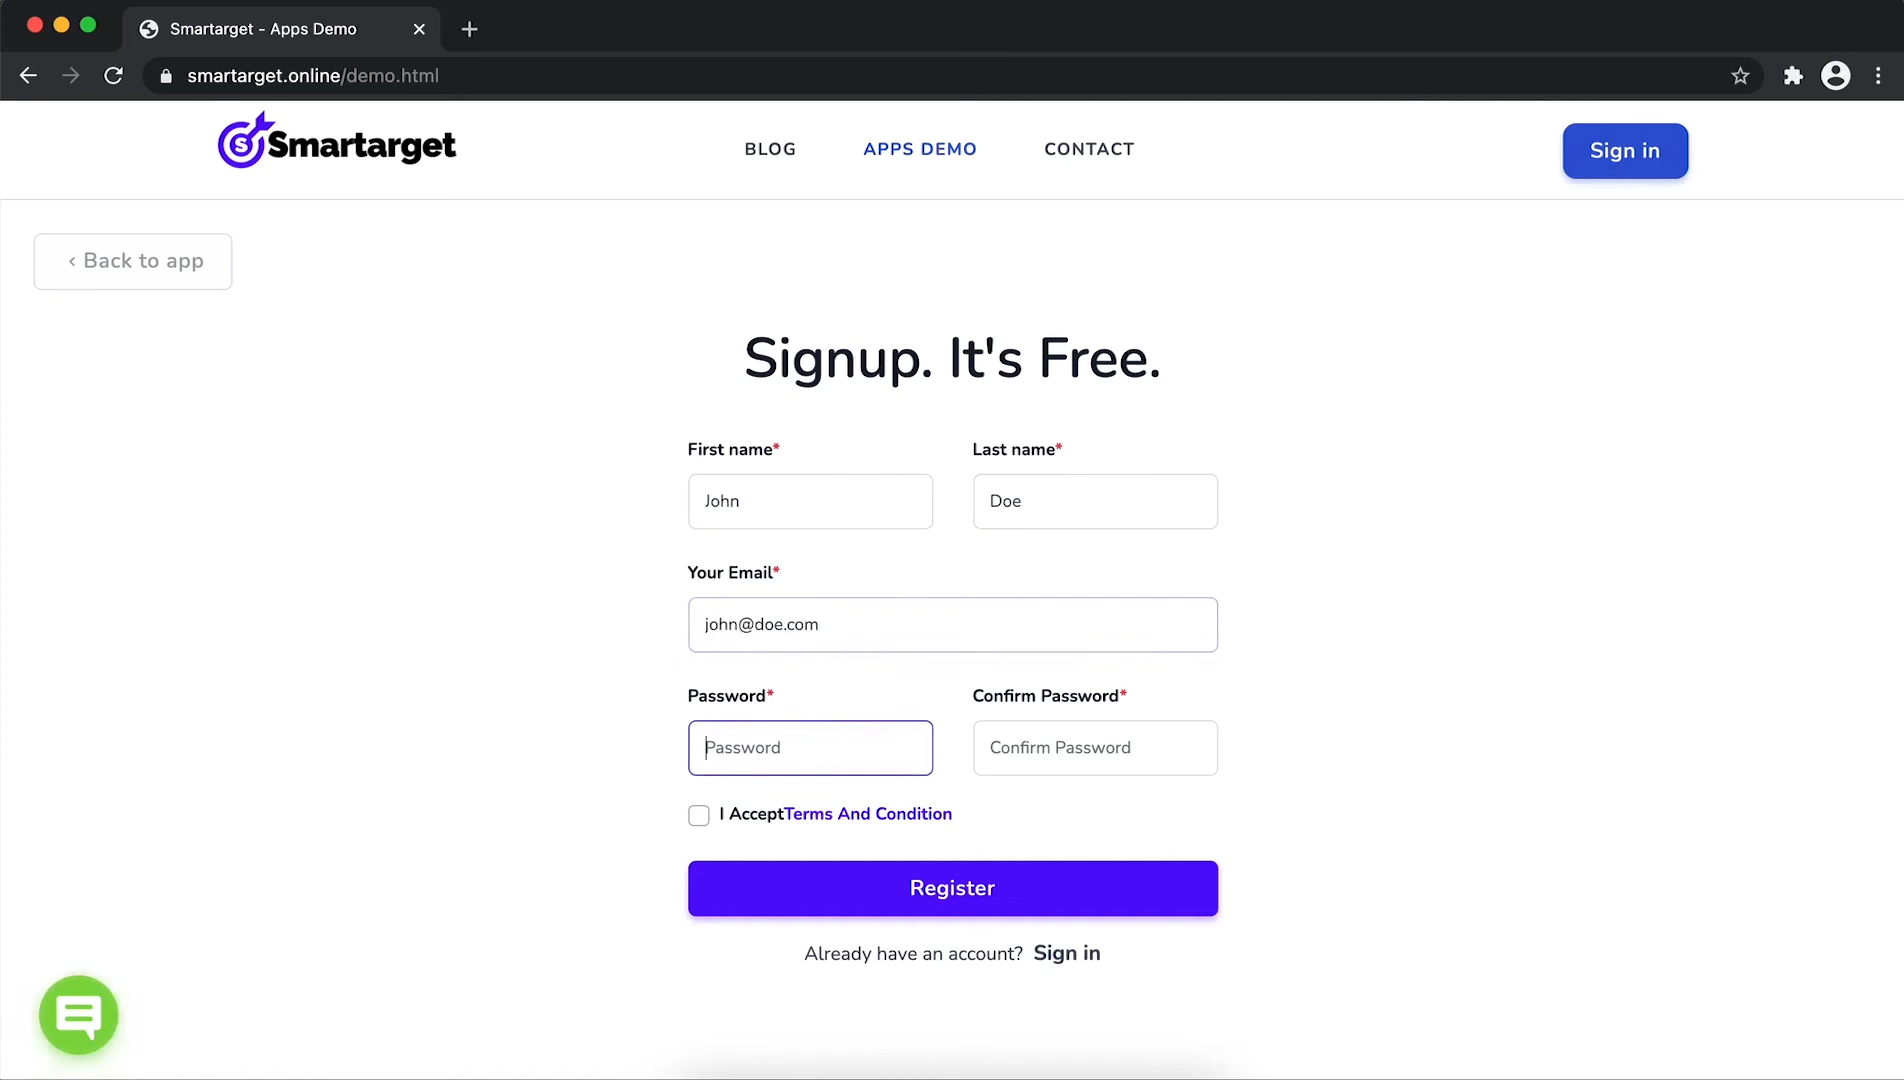 Smartarget - Apps Demo
smartarget.online/demo.html
Smartarget
BLOG
APPS DEMO
CONTACT
Sign in
‹ Back to app
Signup. It's Free.
First name*
Last name*
John
Doe
Your Email*
john@doe.com
Password*
Confirm Password*
Password
Confirm Password
I AcceptTerms And Condition
Register
Already have an account? Sign in